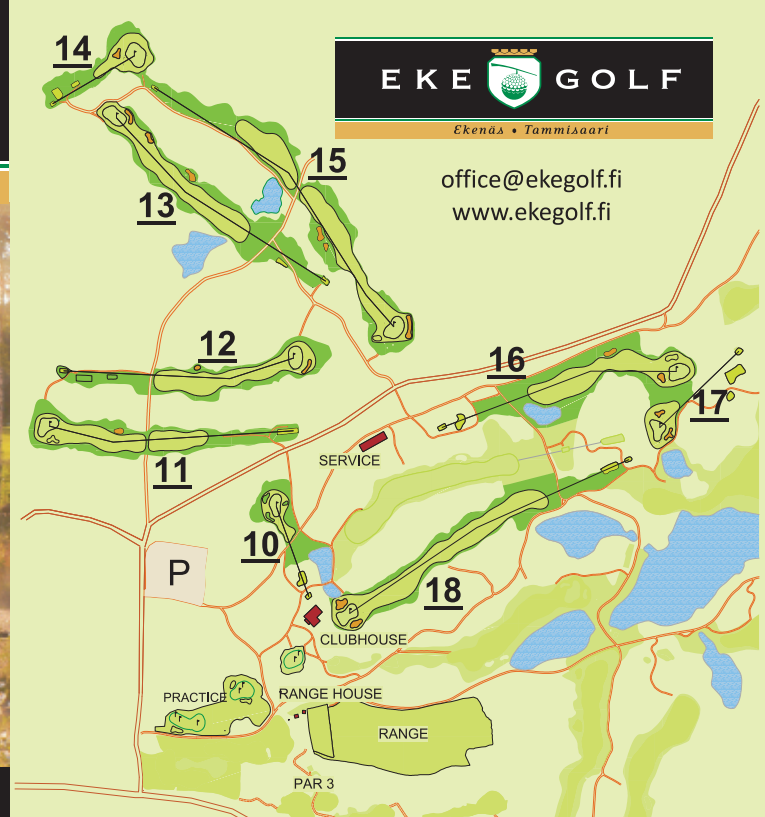 EKE GOLF
Ekenäs • Tammisaari
office@ekegolf.fi
www.ekegolf.fi
14
15
13
12
16
17
11
SERVICE
10
P
18
CLUBHOUSE
PRACTICE
RANGE HOUSE
RANGE
PAR 3